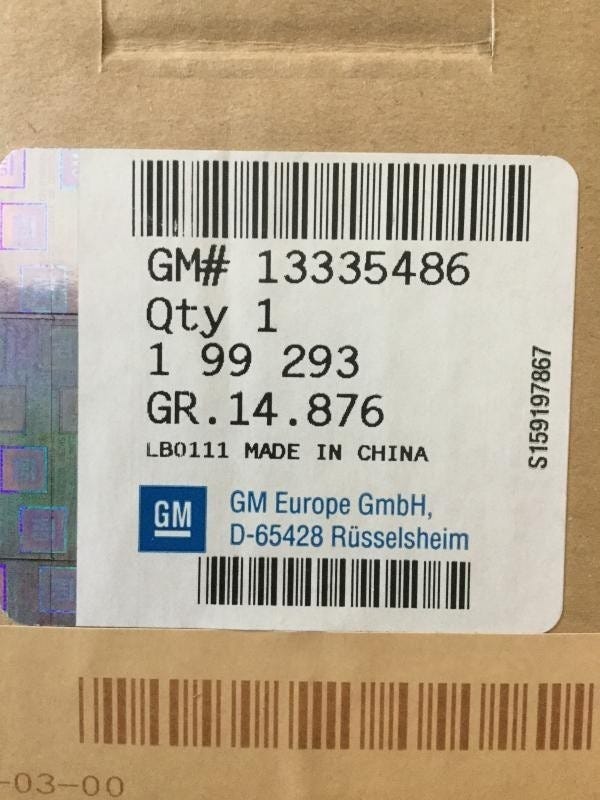 GM# 13335486
Qty 1
1 99 293
GR.14.876
LB0111 MADE IN CHINA
S159197867
GM
GM Europe GmbH,
D-65428 Rüsselsheim
-03-00